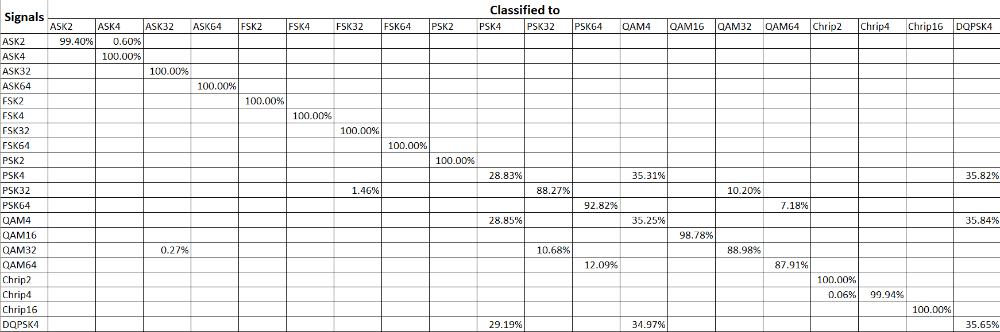 Signals Classified to
ASK2 ASK4 ASK32 ASK64 FSK2 FSK4 FSK32 FSK64 PSK2 PSK4 PSK32 PSK64 QAM4 QAM16 QAM32 QAM64 Chrip2 Chrip4 Chrip16 DQPSK4
ASK2 99.40% 0.60%
ASK4 100.00%
ASK32 100.00%
ASK64 100.00%
FSK2 100.00%
FSK4 100.00%
FSK32 100.00%
FSK64 100.00%
PSK2 100.00%
PSK4 28.83% 35.31% 35.82%
PSK32 1.46% 88.27% 10.20%
PSK64 92.82% 7.18%
QAM4 28.85% 35.25% 35.84%
QAM16 98.78%
QAM32 0.27% 10.68% 88.98%
QAM64 12.09% 87.91%
Chrip2 100.00%
Chrip4 0.06% 99.94%
Chrip16 100.00%
DQPSK4 29.19% 34.97% 35.65%